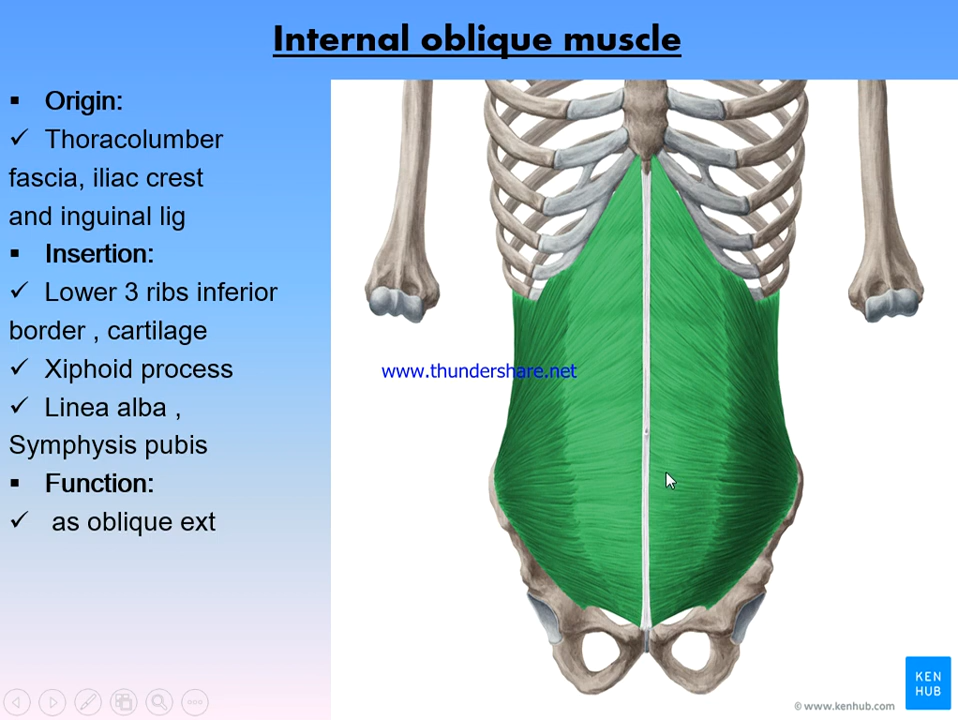 Internal oblique muscle
▪ Origin:
✓ Thoracolumber
fascia, iliac crest
and inguinal lig
▪ Insertion:
✓ Lower 3 ribs inferior
border , cartilage
✓ Xiphoid process
✓ Linea alba ,
Symphysis pubis
▪ Function:
✓ as oblique ext
www.thundershare.net
KEN
HUB
© www.kenhub.com